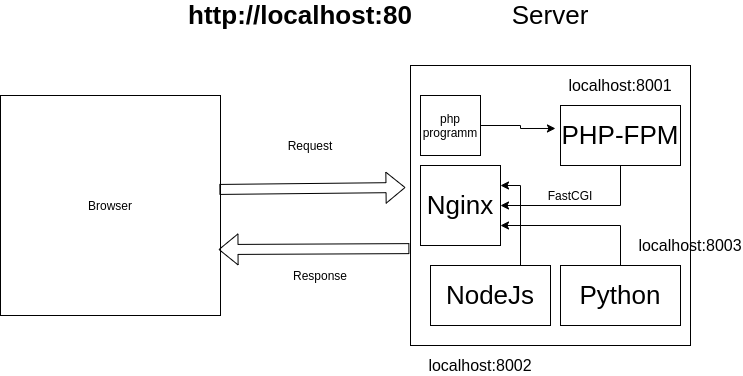 http://localhost:80
Server
localhost:8001
php
programm
PHP-FPM
Request
Browser
Nginx
FastCGI
localhost:8003
Response
NodeJs
Python
localhost:8002